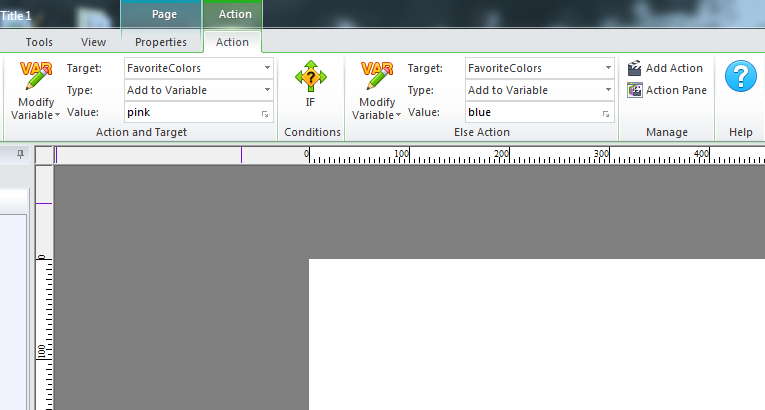 Title 1
Page
Action
Tools
View
Properties
Action
VAR
Modify
Variable
Target:
FavoriteColors
Type:
Add to Variable
Value:
pink
Action and Target
?
IF
Conditions
VAR
Modify
Variable
Target:
FavoriteColors
Type:
Add to Variable
Value:
blue
Else Action
Add Action
Action Pane
Manage
?
Help
0 100 200 300 400
0
100